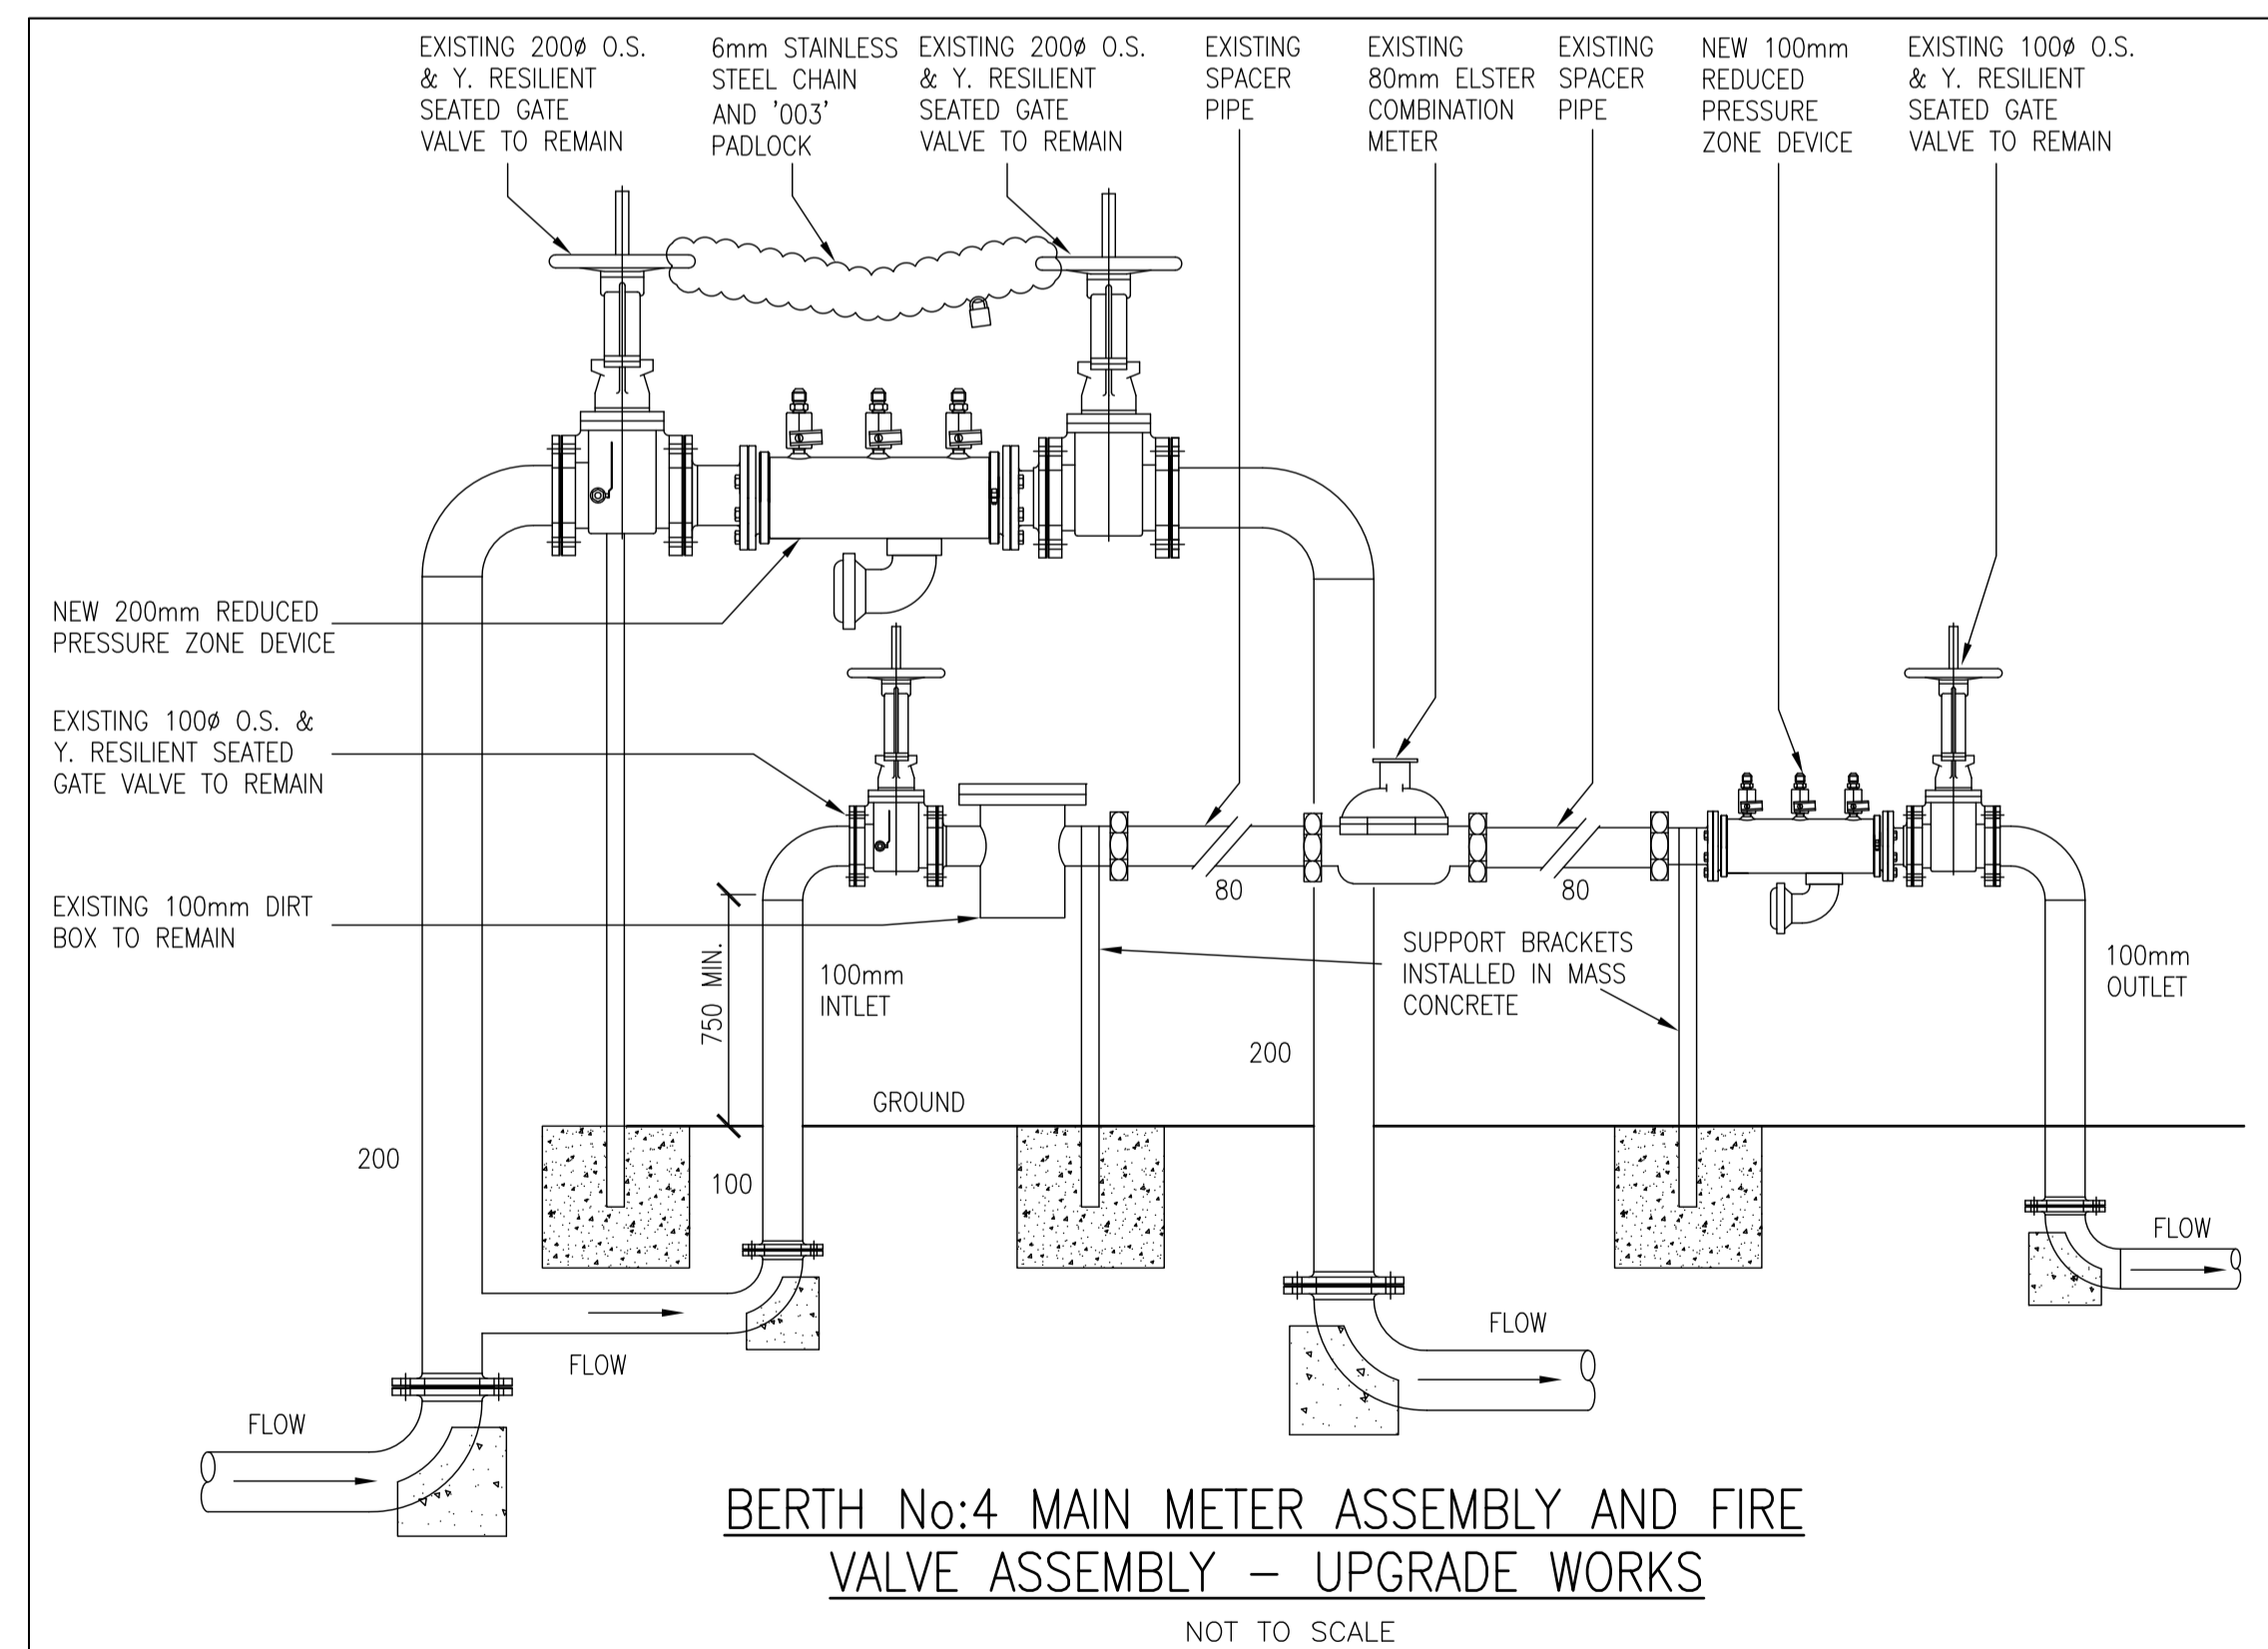 EXISTING 200ø O.S.
& Y. RESILIENT
SEATED GATE
VALVE TO REMAIN
6mm STAINLESS
STEEL CHAIN
AND '003'
PADLOCK
EXISTING 200ø O.S.
& Y. RESILIENT
SEATED GATE
VALVE TO REMAIN
EXISTING
SPACER
PIPE
EXISTING
80mm ELSTER
COMBINATION
METER
EXISTING
SPACER
PIPE
NEW 100mm
REDUCED
PRESSURE
ZONE DEVICE
EXISTING 100ø O.S.
& Y. RESILIENT
SEATED GATE
VALVE TO REMAIN
NEW 200mm REDUCED
PRESSURE ZONE DEVICE
EXISTING 100ø O.S. &
Y. RESILIENT SEATED
GATE VALVE TO REMAIN
EXISTING 100mm DIRT
BOX TO REMAIN
750 MIN.
100mm
INTLET
80
80
SUPPORT BRACKETS
INSTALLED IN MASS
CONCRETE
100mm
OUTLET
200
GROUND
200
100
FLOW
FLOW
FLOW
FLOW
BERTH No:4 MAIN METER ASSEMBLY AND FIRE
VALVE ASSEMBLY – UPGRADE WORKS
NOT TO SCALE